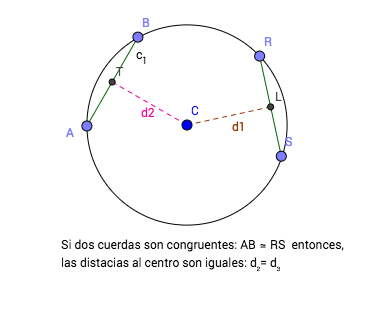 B
R
c1
T
L
d2
C
d1
A
S
Si dos cuerdas son congruentes: AB ≃ RS entonces,
las distacias al centro son iguales: d2= d3